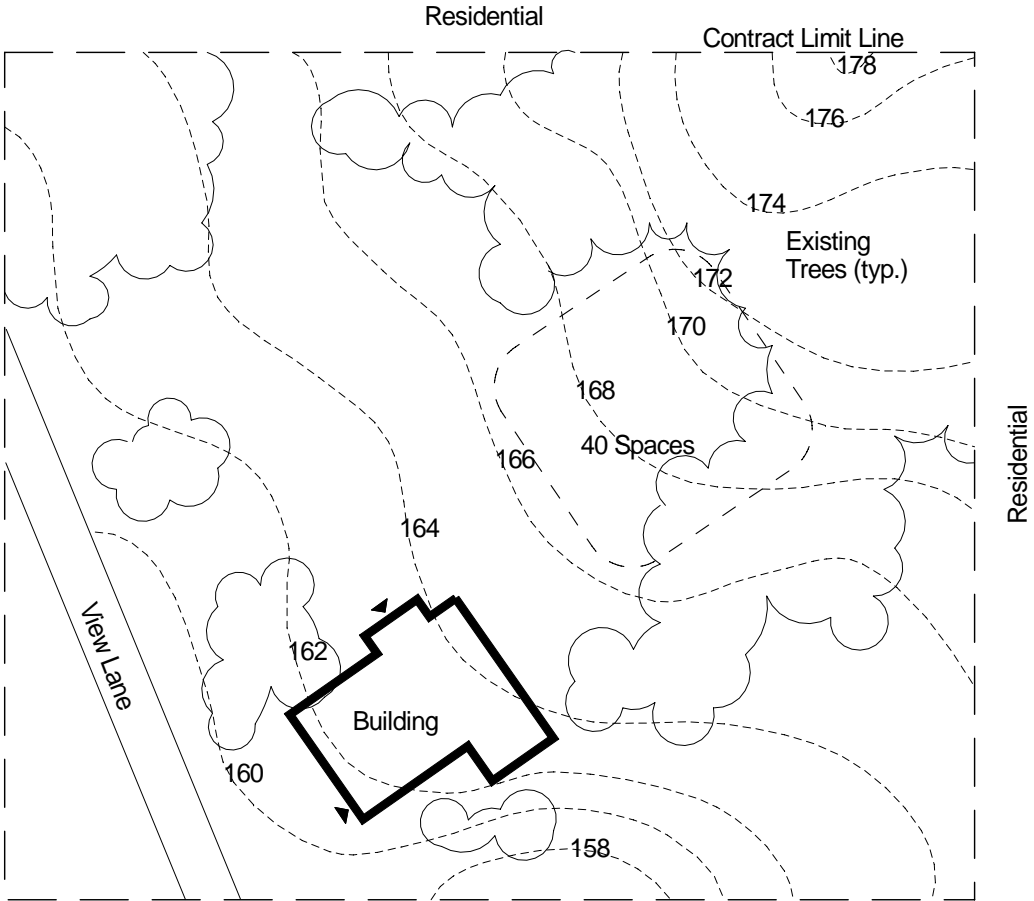 Residential
Contract Limit Line
178
176
174
Existing
Trees (typ.)
172
170
168
40 Spaces
166
Residential
164
View Lane
162
Building
160
158